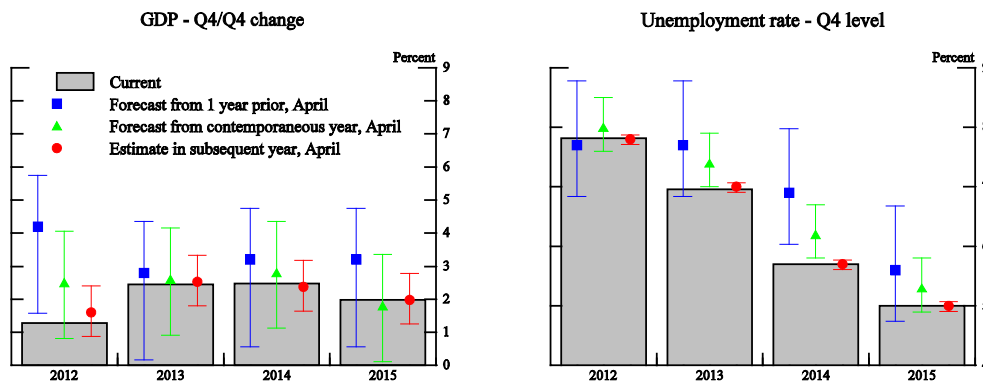 GDP - Q4/Q4 change
Percent
Current
Forecast from 1 year prior, April
Forecast from contemporaneous year, April
Estimate in subsequent year, April
9
8
7
6
5
4
3
2
1
0
2012 2013 2014 2015
Unemployment rate - Q4 level
Percent
2012 2013 2014 2015